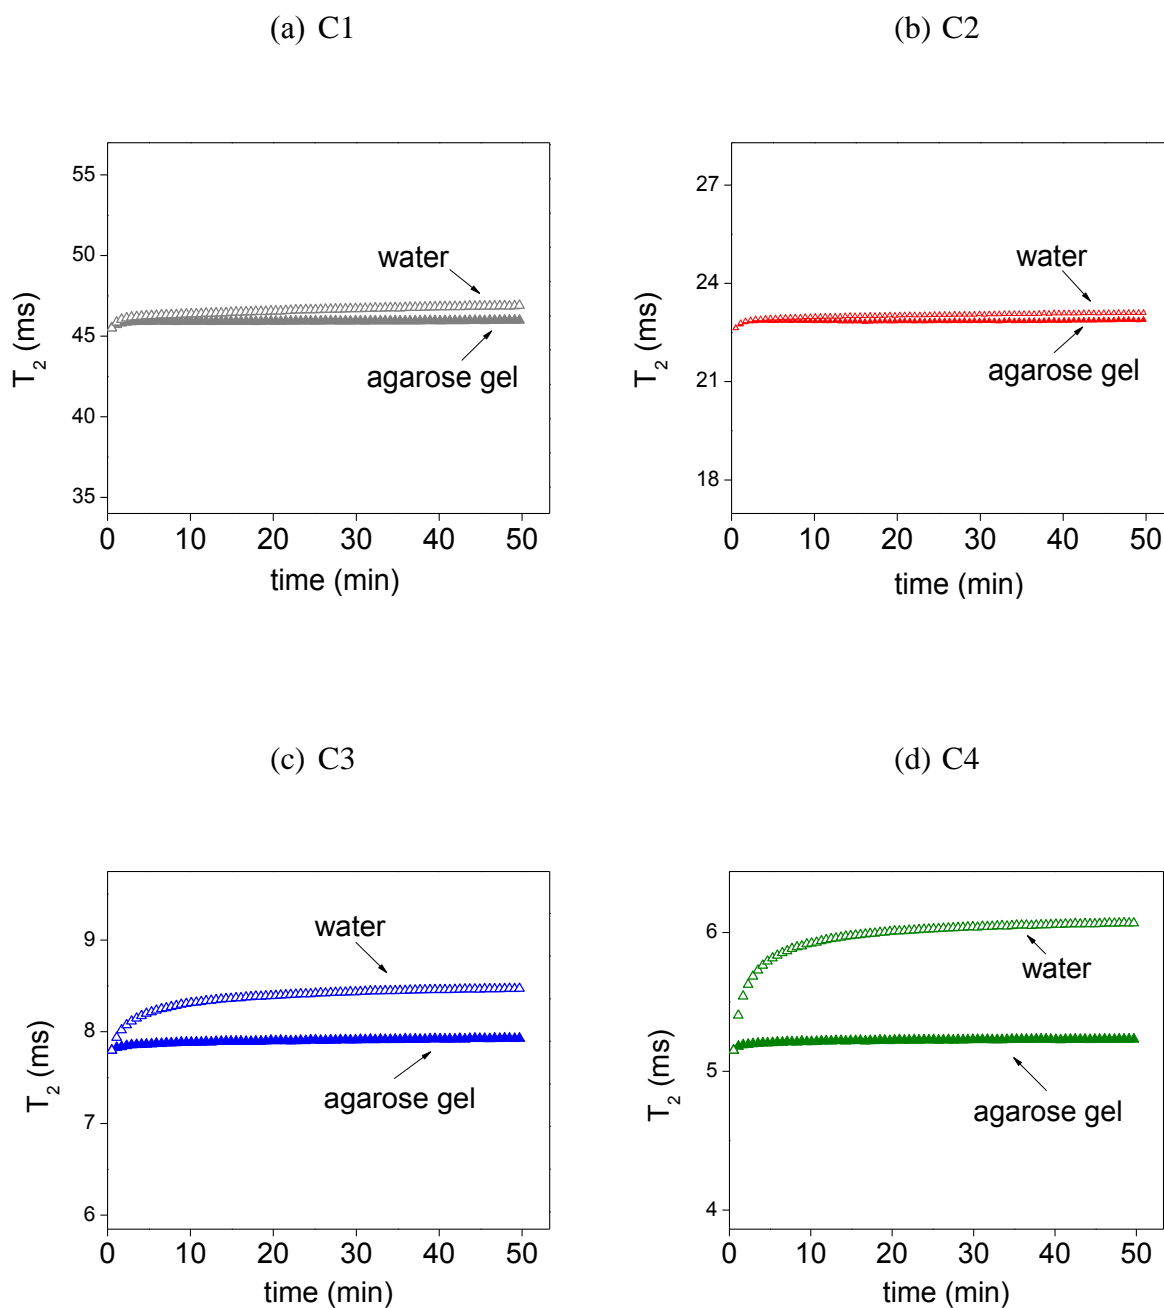 (a) C1
55
50
45
40
35
T2 (ms)
water
agarose gel
0 10 20 30 40 50
time (min)
(b) C2
27
24
21
18
T2 (ms)
water
agarose gel
0 10 20 30 40 50
time (min)
(c) C3
9
8
7
6
T2 (ms)
water
agarose gel
0 10 20 30 40 50
time (min)
(d) C4
6
5
4
T2 (ms)
water
agarose gel
0 10 20 30 40 50
time (min)